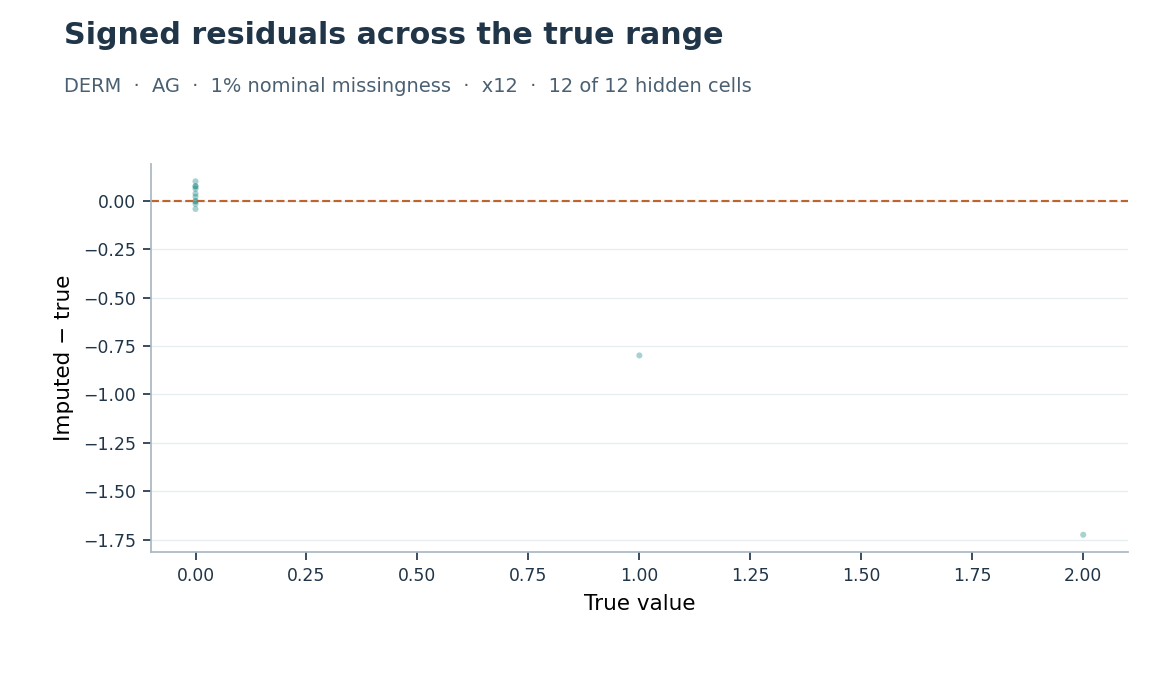 Signed residuals across the true range
DERM · AG · 1% nominal missingness · x12 · 12 of 12 hidden cells
Imputed − true
0.00
−0.25
−0.50
−0.75
−1.00
−1.25
−1.50
−1.75
0.00 0.25 0.50 0.75 1.00 1.25 1.50 1.75 2.00
True value